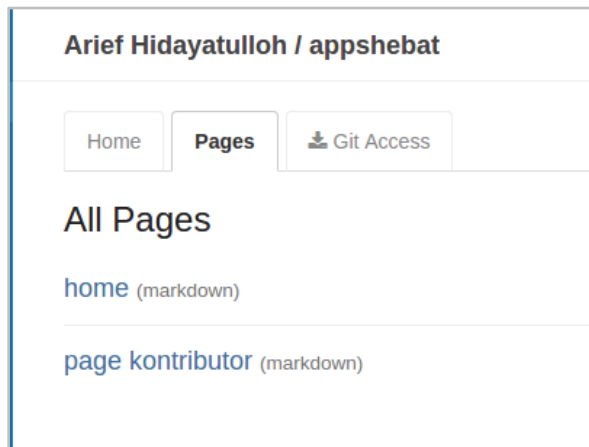 Arief Hidayatulloh / appshebat
Home Pages Git Access
All Pages
home (markdown)
page kontributor (markdown)